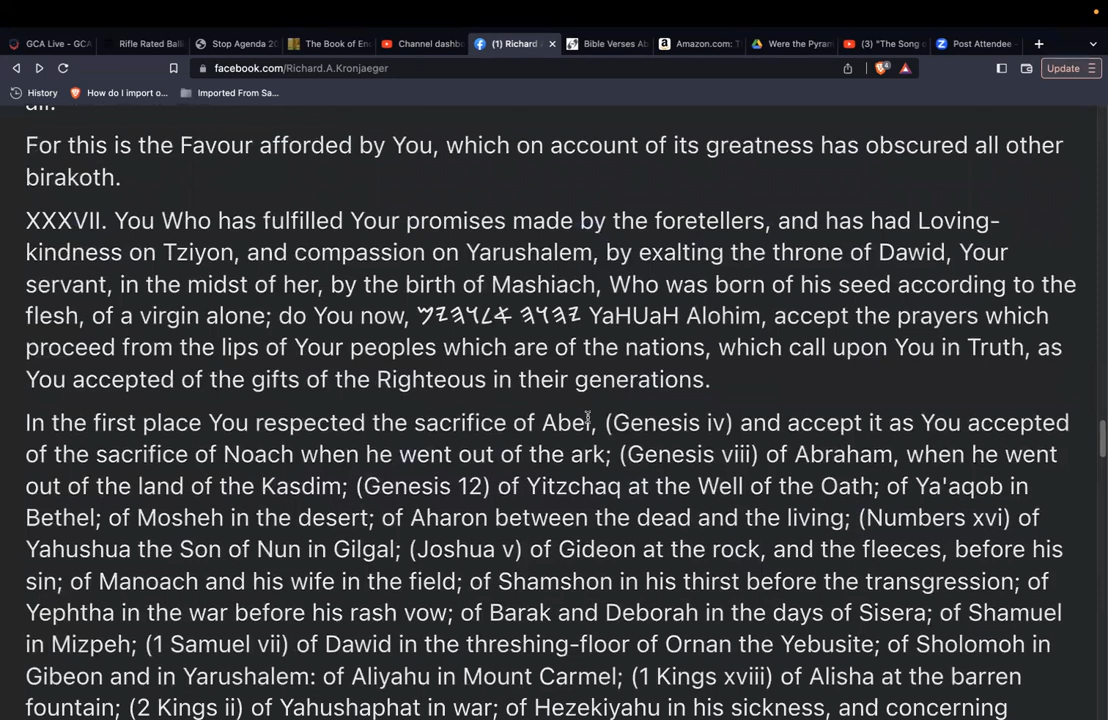 GCA Live - GCA
Rifle Rated Balli
Stop Agenda 20
The Book of En
Channel dashbo
(1) Richard
Bible Verses Ab
Amazon.com: T
Were the Pyram
(3) "The Song o
Post Attendee -
facebook.com/Richard.A.Kronjaeger
4
Update
History
How do I import o...
Imported From Sa...
all.
For this is the Favour afforded by You, which on account of its greatness has obscured all other
birakoth.
XXXVII. You Who has fulfilled Your promises made by the foretellers, and has had Loving-
kindness on Tziyon, and compassion on Yarushalem, by exalting the throne of Dawid, Your
servant, in the midst of her, by the birth of Mashiach, Who was born of his seed according to the
flesh, of a virgin alone; do You now, 𐤉𐤄𐤅𐤄 𐤀𐤋𐤄𐤉𐤌 YaHUaH Alohim, accept the prayers which
proceed from the lips of Your peoples which are of the nations, which call upon You in Truth, as
You accepted of the gifts of the Righteous in their generations.
In the first place You respected the sacrifice of Abel, (Genesis iv) and accept it as You accepted
of the sacrifice of Noach when he went out of the ark; (Genesis viii) of Abraham, when he went
out of the land of the Kasdim; (Genesis 12) of Yitzchaq at the Well of the Oath; of Ya'aqob in
Bethel; of Mosheh in the desert; of Aharon between the dead and the living; (Numbers xvi) of
Yahushua the Son of Nun in Gilgal; (Joshua v) of Gideon at the rock, and the fleeces, before his
sin; of Manoach and his wife in the field; of Shamshon in his thirst before the transgression; of
Yephtha in the war before his rash vow; of Barak and Deborah in the days of Sisera; of Shamuel
in Mizpeh; (1 Samuel vii) of Dawid in the threshing-floor of Ornan the Yebusite; of Sholomoh in
Gibeon and in Yarushalem: of Aliyahu in Mount Carmel; (1 Kings xviii) of Alisha at the barren
fountain; (2 Kings ii) of Yahushaphat in war; of Hezekiyahu in his sickness, and concerning